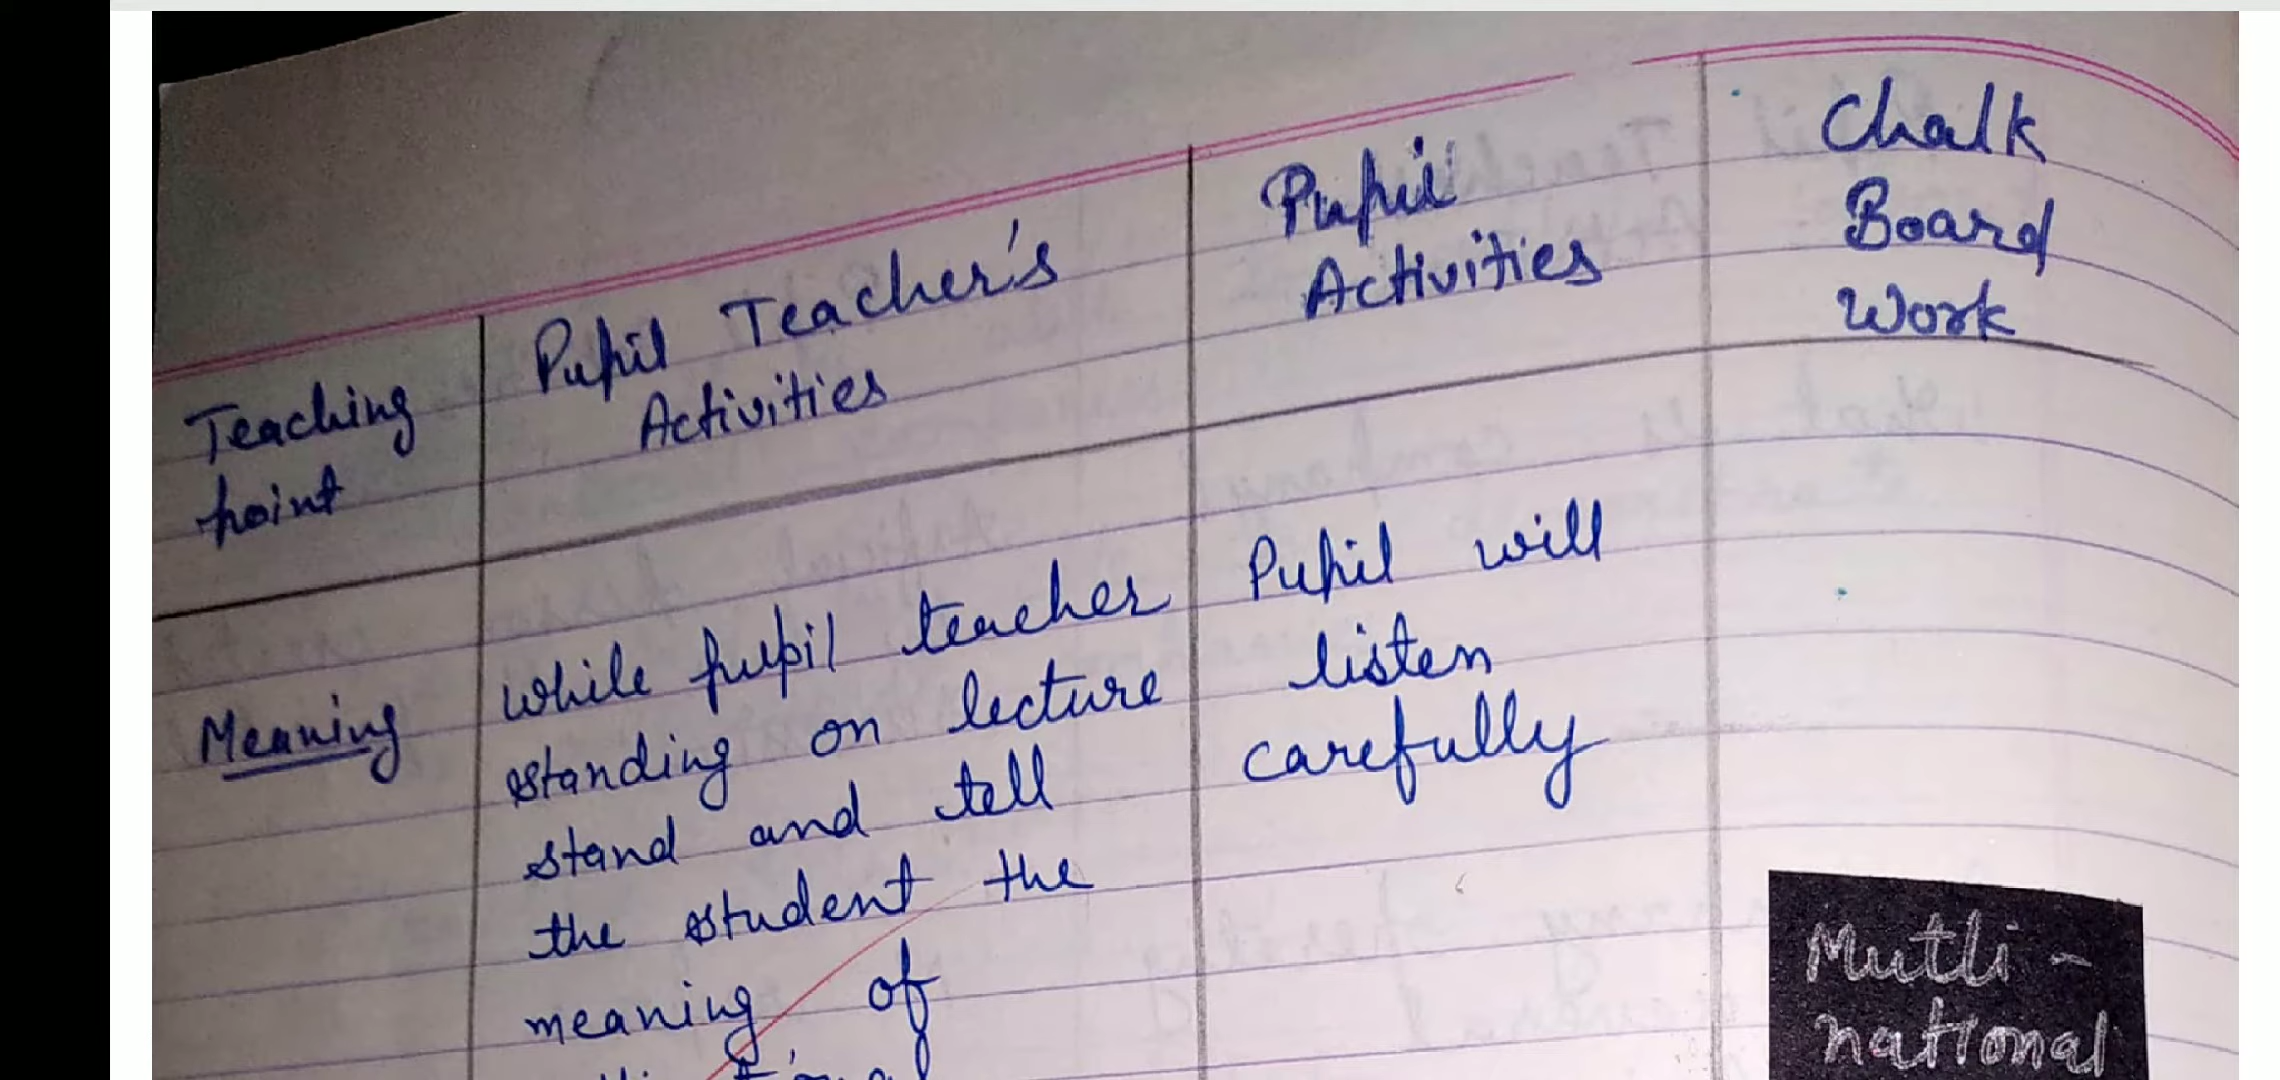 Teaching
point
Pupil Teacher's
Activities
Pupil
Activities
Chalk
Board
Work
Meaning
while pupil teacher
standing on lecture
stand and tell
the student the
meaning of
Pupil will
listen
carefully
Mutli-
national